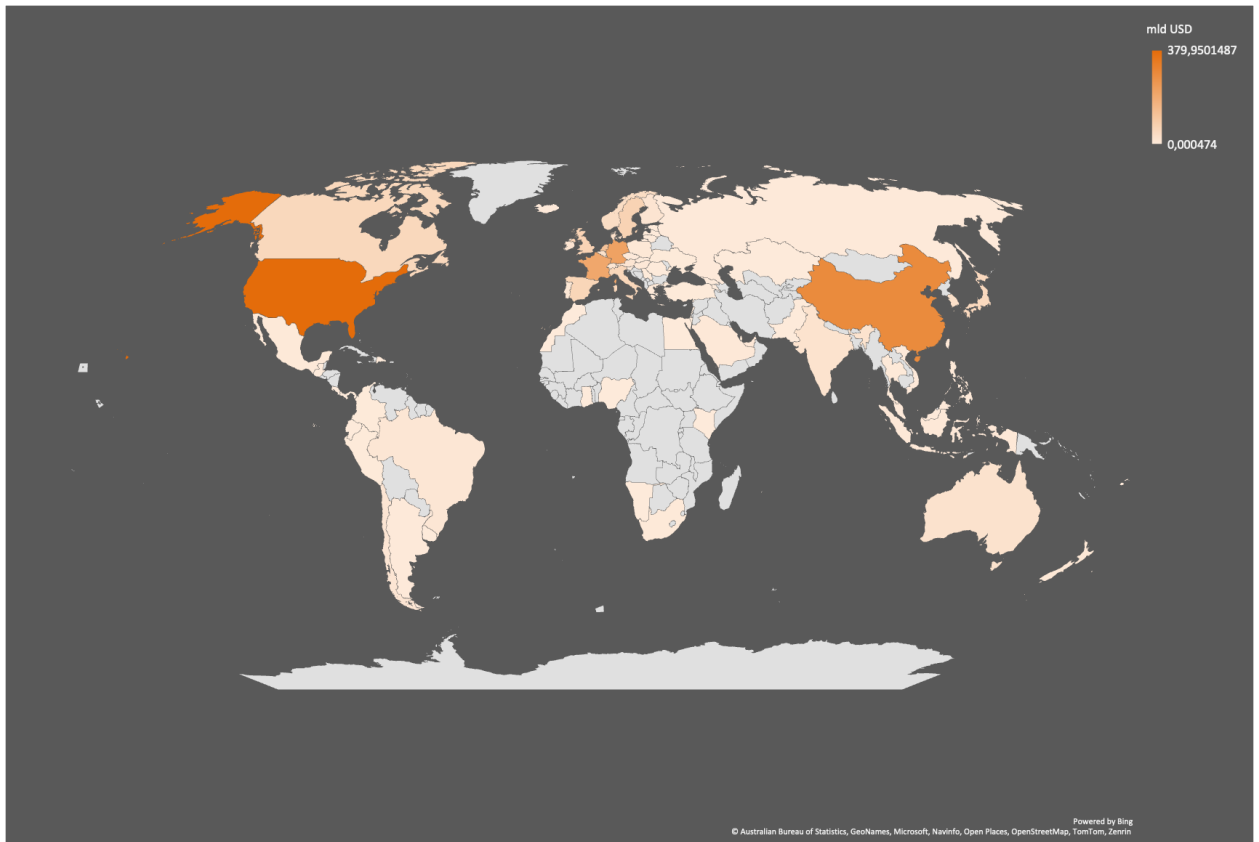 mld USD
379,9501487
0,000474
Powered by Bing
© Australian Bureau of Statistics, GeoNames, Microsoft, Navinfo, Open Places, OpenStreetMap, TomTom, Zenrin